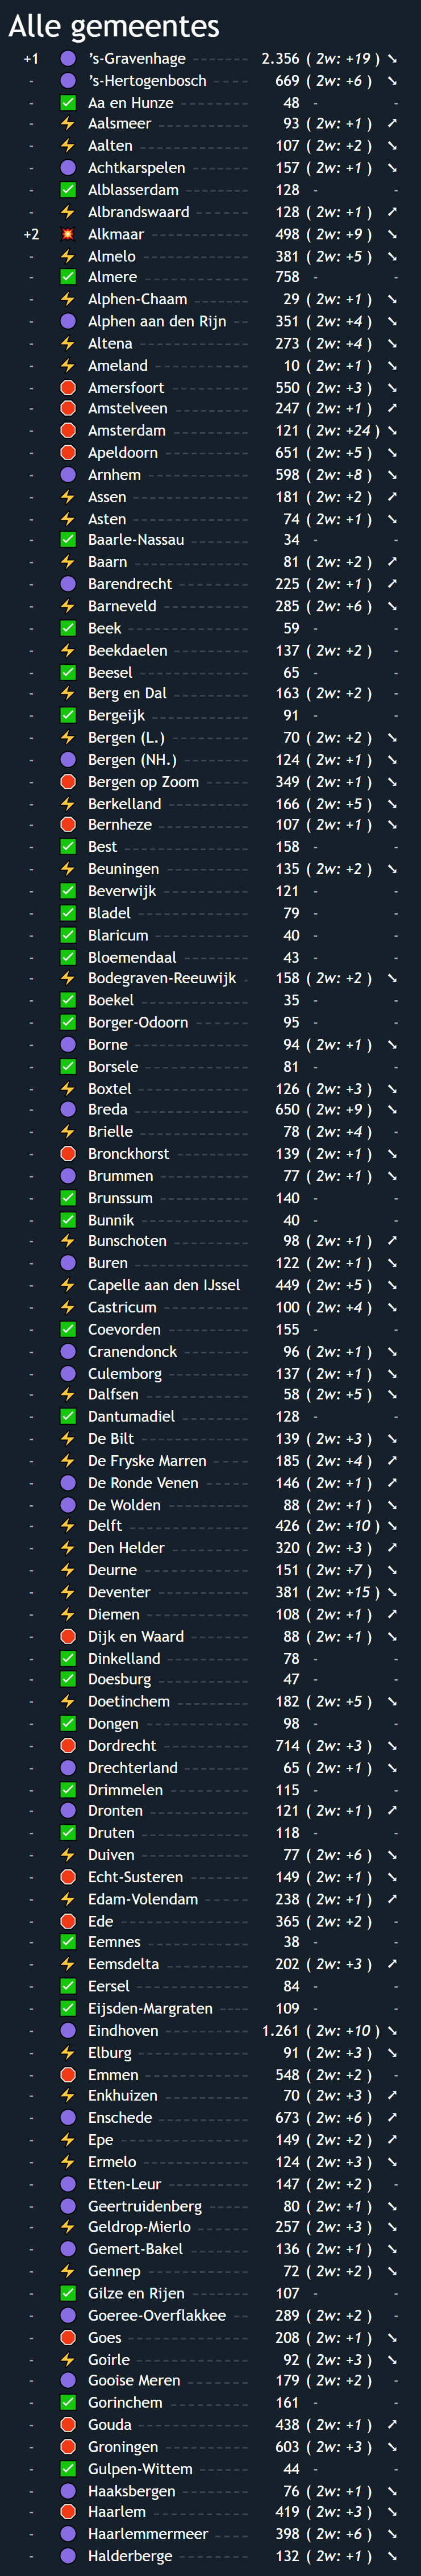 Alle gemeentes
+1 's-Gravenhage 2.356 ( 2w: +19 ) ↘
- 's-Hertogenbosch 669 ( 2w: +6 ) ↘
- Aa en Hunze 48 - -
- Aalsmeer 93 ( 2w: +1 ) ↗
- Aalten 107 ( 2w: +2 ) ↘
- Achtkarspelen 157 ( 2w: +1 ) ↘
- Alblasserdam 128 - -
- Albrandswaard 128 ( 2w: +1 ) ↗
+2 Alkmaar 498 ( 2w: +9 ) ↘
- Almelo 381 ( 2w: +5 ) ↘
- Almere 758 - -
- Alphen-Chaam 29 ( 2w: +1 ) ↘
- Alphen aan den Rijn 351 ( 2w: +4 ) ↘
- Altena 273 ( 2w: +4 ) ↘
- Ameland 10 ( 2w: +1 ) ↘
- Amersfoort 550 ( 2w: +3 ) ↘
- Amstelveen 247 ( 2w: +1 ) ↗
- Amsterdam 121 ( 2w: +24 ) ↘
- Apeldoorn 651 ( 2w: +5 ) ↘
- Arnhem 598 ( 2w: +8 ) ↘
- Assen 181 ( 2w: +2 ) ↗
- Asten 74 ( 2w: +1 ) ↘
- Baarle-Nassau 34 - -
- Baarn 81 ( 2w: +2 ) ↗
- Barendrecht 225 ( 2w: +1 ) ↗
- Barneveld 285 ( 2w: +6 ) ↘
- Beek 59 - -
- Beekdaelen 137 ( 2w: +2 ) -
- Beesel 65 - -
- Berg en Dal 163 ( 2w: +2 ) -
- Bergeijk 91 - -
- Bergen (L.) 70 ( 2w: +2 ) ↘
- Bergen (NH.) 124 ( 2w: +1 ) ↘
- Bergen op Zoom 349 ( 2w: +1 ) ↘
- Berkelland 166 ( 2w: +5 ) ↘
- Bernheze 107 ( 2w: +1 ) ↘
- Best 158 - -
- Beuningen 135 ( 2w: +2 ) ↘
- Beverwijk 121 - -
- Bladel 79 - -
- Blaricum 40 - -
- Bloemendaal 43 - -
- Bodegraven-Reeuwijk 158 ( 2w: +2 ) ↘
- Boekel 35 - -
- Borger-Odoorn 95 - -
- Borne 94 ( 2w: +1 ) ↘
- Borsele 81 - -
- Boxtel 126 ( 2w: +3 ) ↘
- Breda 650 ( 2w: +9 ) ↘
- Brielle 78 ( 2w: +4 ) -
- Bronckhorst 139 ( 2w: +1 ) ↘
- Brummen 77 ( 2w: +1 ) ↘
- Brunssum 140 - -
- Bunnik 40 - -
- Bunschoten 98 ( 2w: +1 ) ↗
- Buren 122 ( 2w: +1 ) ↘
- Capelle aan den IJssel 449 ( 2w: +5 ) ↘
- Castricum 100 ( 2w: +4 ) ↘
- Coevorden 155 - -
- Cranendonck 96 ( 2w: +1 ) ↘
- Culemborg 137 ( 2w: +1 ) ↘
- Dalfsen 58 ( 2w: +5 ) ↘
- Dantumadiel 128 - -
- De Bilt 139 ( 2w: +3 ) ↘
- De Fryske Marren 185 ( 2w: +4 ) ↗
- De Ronde Venen 146 ( 2w: +1 ) ↗
- De Wolden 88 ( 2w: +1 ) ↘
- Delft 426 ( 2w: +10 ) ↘
- Den Helder 320 ( 2w: +3 ) ↗
- Deurne 151 ( 2w: +7 ) ↘
- Deventer 381 ( 2w: +15 ) ↘
- Diemen 108 ( 2w: +1 ) ↗
- Dijk en Waard 88 ( 2w: +1 ) ↘
- Dinkelland 78 - -
- Doesburg 47 - -
- Doetinchem 182 ( 2w: +5 ) ↘
- Dongen 98 - -
- Dordrecht 714 ( 2w: +3 ) ↘
- Drechterland 65 ( 2w: +1 ) ↘
- Drimmelen 115 - -
- Dronten 121 ( 2w: +1 ) ↗
- Druten 118 - -
- Duiven 77 ( 2w: +6 ) ↘
- Echt-Susteren 149 ( 2w: +1 ) ↘
- Edam-Volendam 238 ( 2w: +1 ) ↗
- Ede 365 ( 2w: +2 ) -
- Eemnes 38 - -
- Eemsdelta 202 ( 2w: +3 ) ↗
- Eersel 84 - -
- Eijsden-Margraten 109 - -
- Eindhoven 1.261 ( 2w: +10 ) ↘
- Elburg 91 ( 2w: +3 ) ↘
- Emmen 548 ( 2w: +2 ) -
- Enkhuizen 70 ( 2w: +3 ) ↗
- Enschede 673 ( 2w: +6 ) ↗
- Epe 149 ( 2w: +2 ) ↗
- Ermelo 124 ( 2w: +3 ) ↘
- Etten-Leur 147 ( 2w: +2 ) -
- Geertruidenberg 80 ( 2w: +1 ) ↘
- Geldrop-Mierlo 257 ( 2w: +3 ) ↘
- Gemert-Bakel 136 ( 2w: +1 ) ↘
- Gennep 72 ( 2w: +2 ) ↘
- Gilze en Rijen 107 - -
- Goeree-Overflakkee 289 ( 2w: +2 ) -
- Goes 208 ( 2w: +1 ) ↘
- Goirle 92 ( 2w: +3 ) ↘
- Gooise Meren 179 ( 2w: +2 ) -
- Gorinchem 161 - -
- Gouda 438 ( 2w: +1 ) ↗
- Groningen 603 ( 2w: +3 ) ↘
- Gulpen-Wittem 44 - -
- Haaksbergen 76 ( 2w: +1 ) ↘
- Haarlem 419 ( 2w: +3 ) ↘
- Haarlemmermeer 398 ( 2w: +6 ) ↘
- Halderberge 132 ( 2w: +1 ) ↘